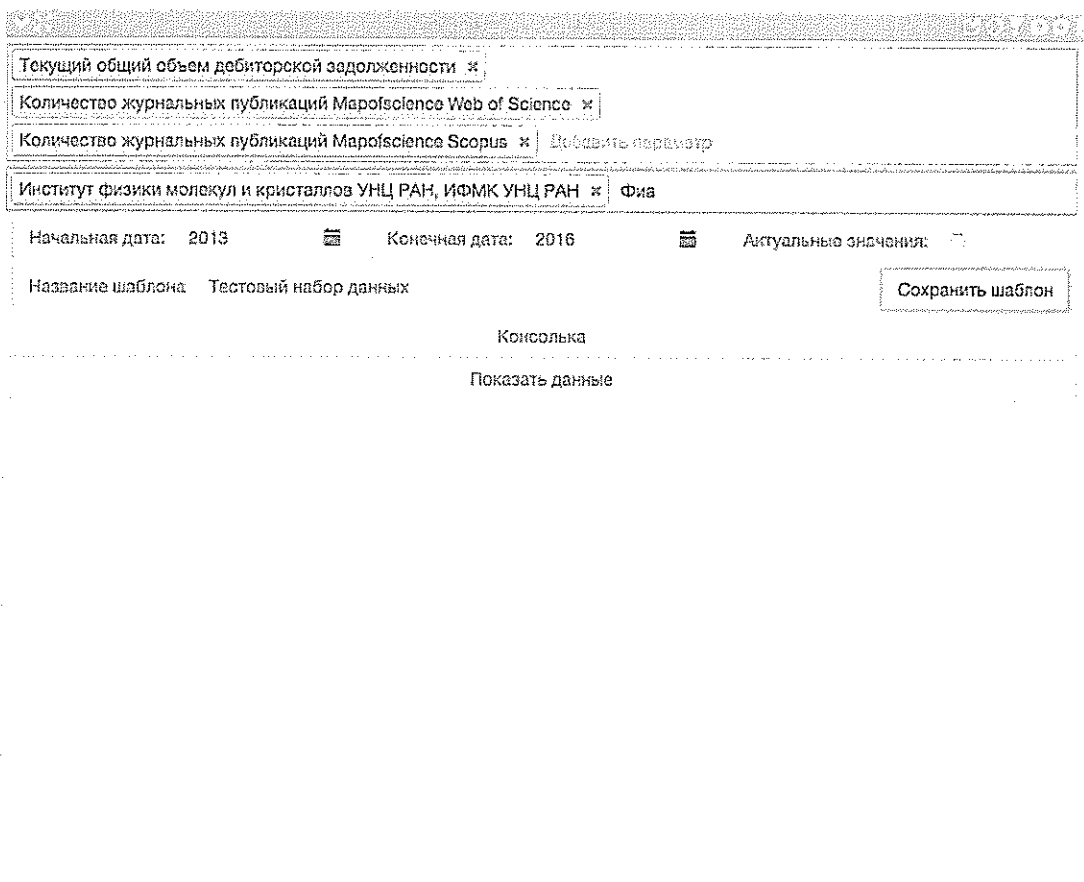 Текущий общий объем дебиторской задолженности ×
Количество журнальных публикаций Mapofscience Web of Science ×
Количество журнальных публикаций Mapofscience Scopus × Добавить параметр
Институт физики молекул и кристаллов УНЦ РАН, ИФМК УНЦ РАН × Фиа
Начальная дата: 2013 Конечная дата: 2016 Актуальные значения:
Название шаблона Тестовый набор данных Сохранить шаблон
Консолька
Показать данные